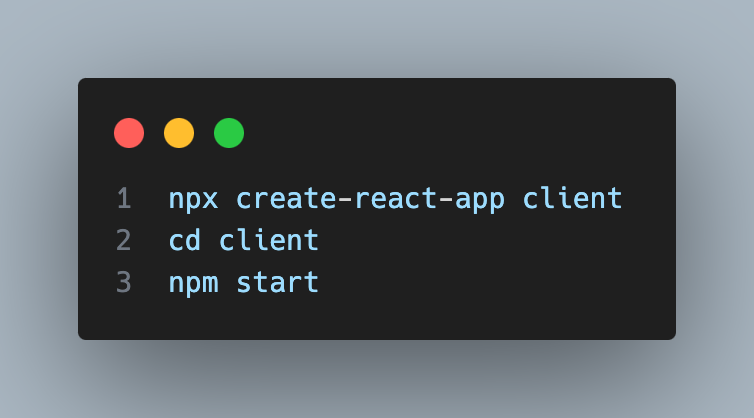 1 npx create-react-app client
2 cd client
3 npm start